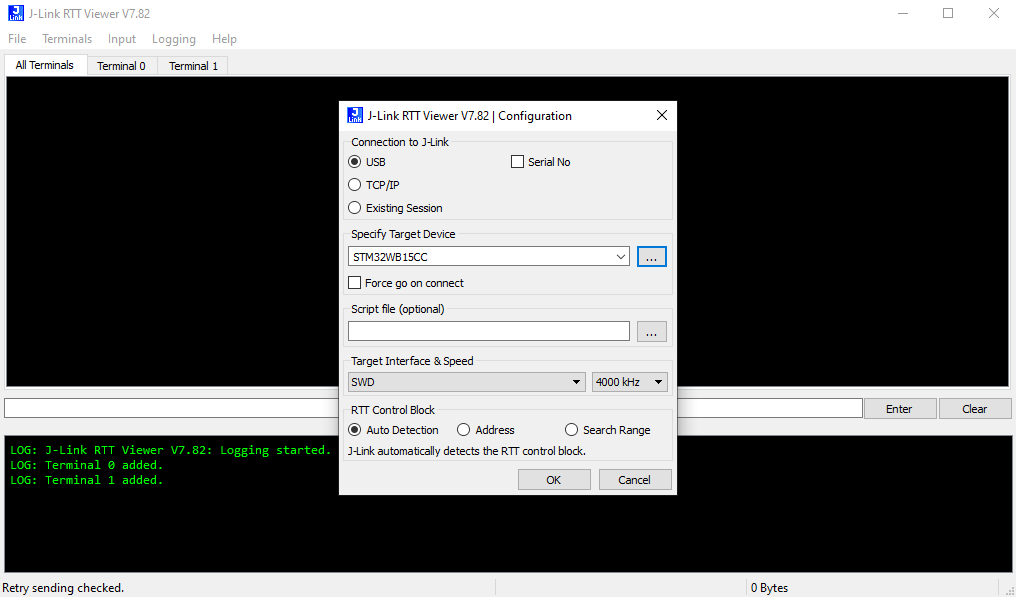 J-Link RTT Viewer V7.82
File Terminals Input Logging Help
All Terminals Terminal 0 Terminal 1
J-Link RTT Viewer V7.82 | Configuration
Connection to J-Link
USB Serial No
TCP/IP
Existing Session
Specify Target Device
STM32WB15CC ...
Force go on connect
Script file (optional)
...
Target Interface & Speed
SWD 4000 kHz
RTT Control Block
Auto Detection Address Search Range
J-Link automatically detects the RTT control block.
OK Cancel
Enter Clear
LOG: J-Link RTT Viewer V7.82: Logging started.
LOG: Terminal 0 added.
LOG: Terminal 1 added.
Retry sending checked. 0 Bytes